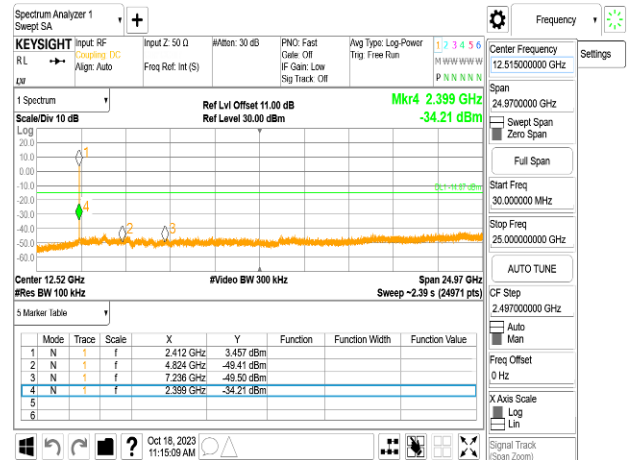 Spectrum Analyzer 1
Swept SA
Frequency
KEYSIGHT
RL
Input: RF
Coupling: DC
Align: Auto
Input Z: 50 Ω
Freq Ref: Int (S)
#Atten: 30 dB
PNO: Fast
Gate: Off
IF Gain: Low
Sig Track: Off
Avg Type: Log-Power
Trig: Free Run
1 2 3 4 5 6
M W W W W W
P N N N N N
1 Spectrum
Scale/Div 10 dB
Ref Lvl Offset 11.00 dB
Ref Level 30.00 dBm
Mkr4 2.399 GHz
-34.21 dBm
Log
20.0
10.0
0.00
-10.0
-20.0
-30.0
-40.0
-50.0
-60.0
1
4
2
3
Center 12.52 GHz
#Res BW 100 kHz
#Video BW 300 kHz
Span 24.97 GHz
Sweep ~2.39 s (24971 pts)
5 Marker Table
Mode Trace Scale X Y Function Function Width Function Value
1 N 1 f 2.412 GHz 3.457 dBm
2 N 1 f 4.824 GHz -49.41 dBm
3 N 1 f 7.236 GHz -49.50 dBm
4 N 1 f 2.399 GHz -34.21 dBm
5
6
Oct 18, 2023
11:15:09 AM
Center Frequency
12.515000000 GHz
Settings
Span
24.9700000 GHz
Swept Span
Zero Span
Full Span
Start Freq
30.000000 MHz
Stop Freq
25.000000000 GHz
AUTO TUNE
CF Step
2.497000000 GHz
Auto
Man
Freq Offset
0 Hz
X Axis Scale
Log
Lin
Signal Track
(Span Zoom)